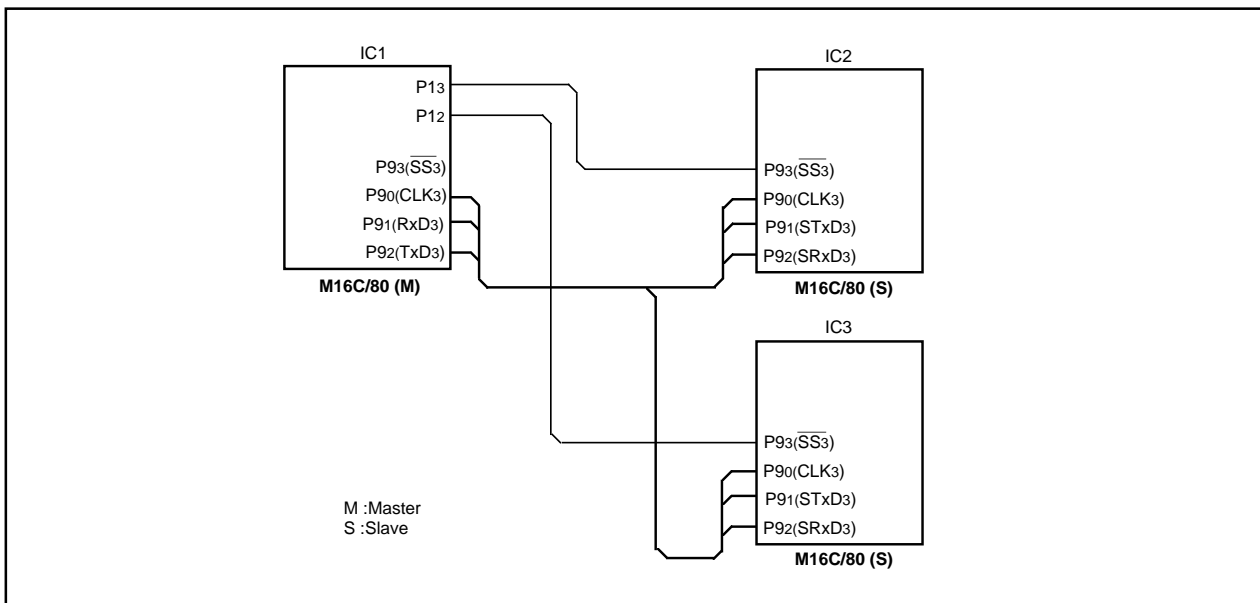 IC1
P13
P12
P93(SS3)
P90(CLK3)
P91(RxD3)
P92(TxD3)
M16C/80 (M)
IC2
P93(SS3)
P90(CLK3)
P91(STxD3)
P92(SRxD3)
M16C/80 (S)
IC3
P93(SS3)
P90(CLK3)
P91(STxD3)
P92(SRxD3)
M16C/80 (S)
M :Master
S :Slave